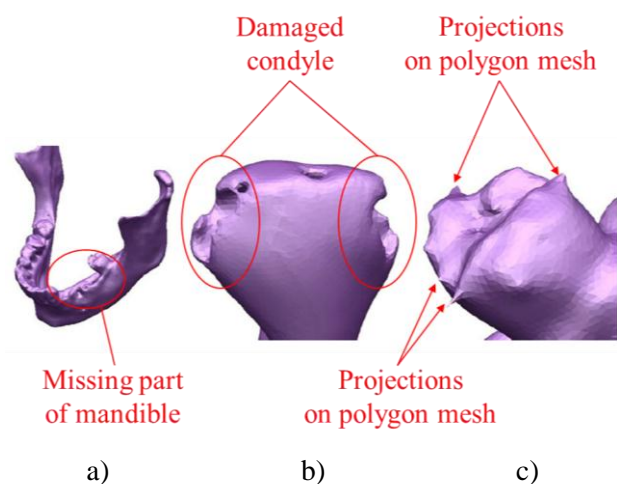 Damaged
condyle
Projections
on polygon mesh
Missing part
of mandible
Projections
on polygon mesh
a)
b)
c)